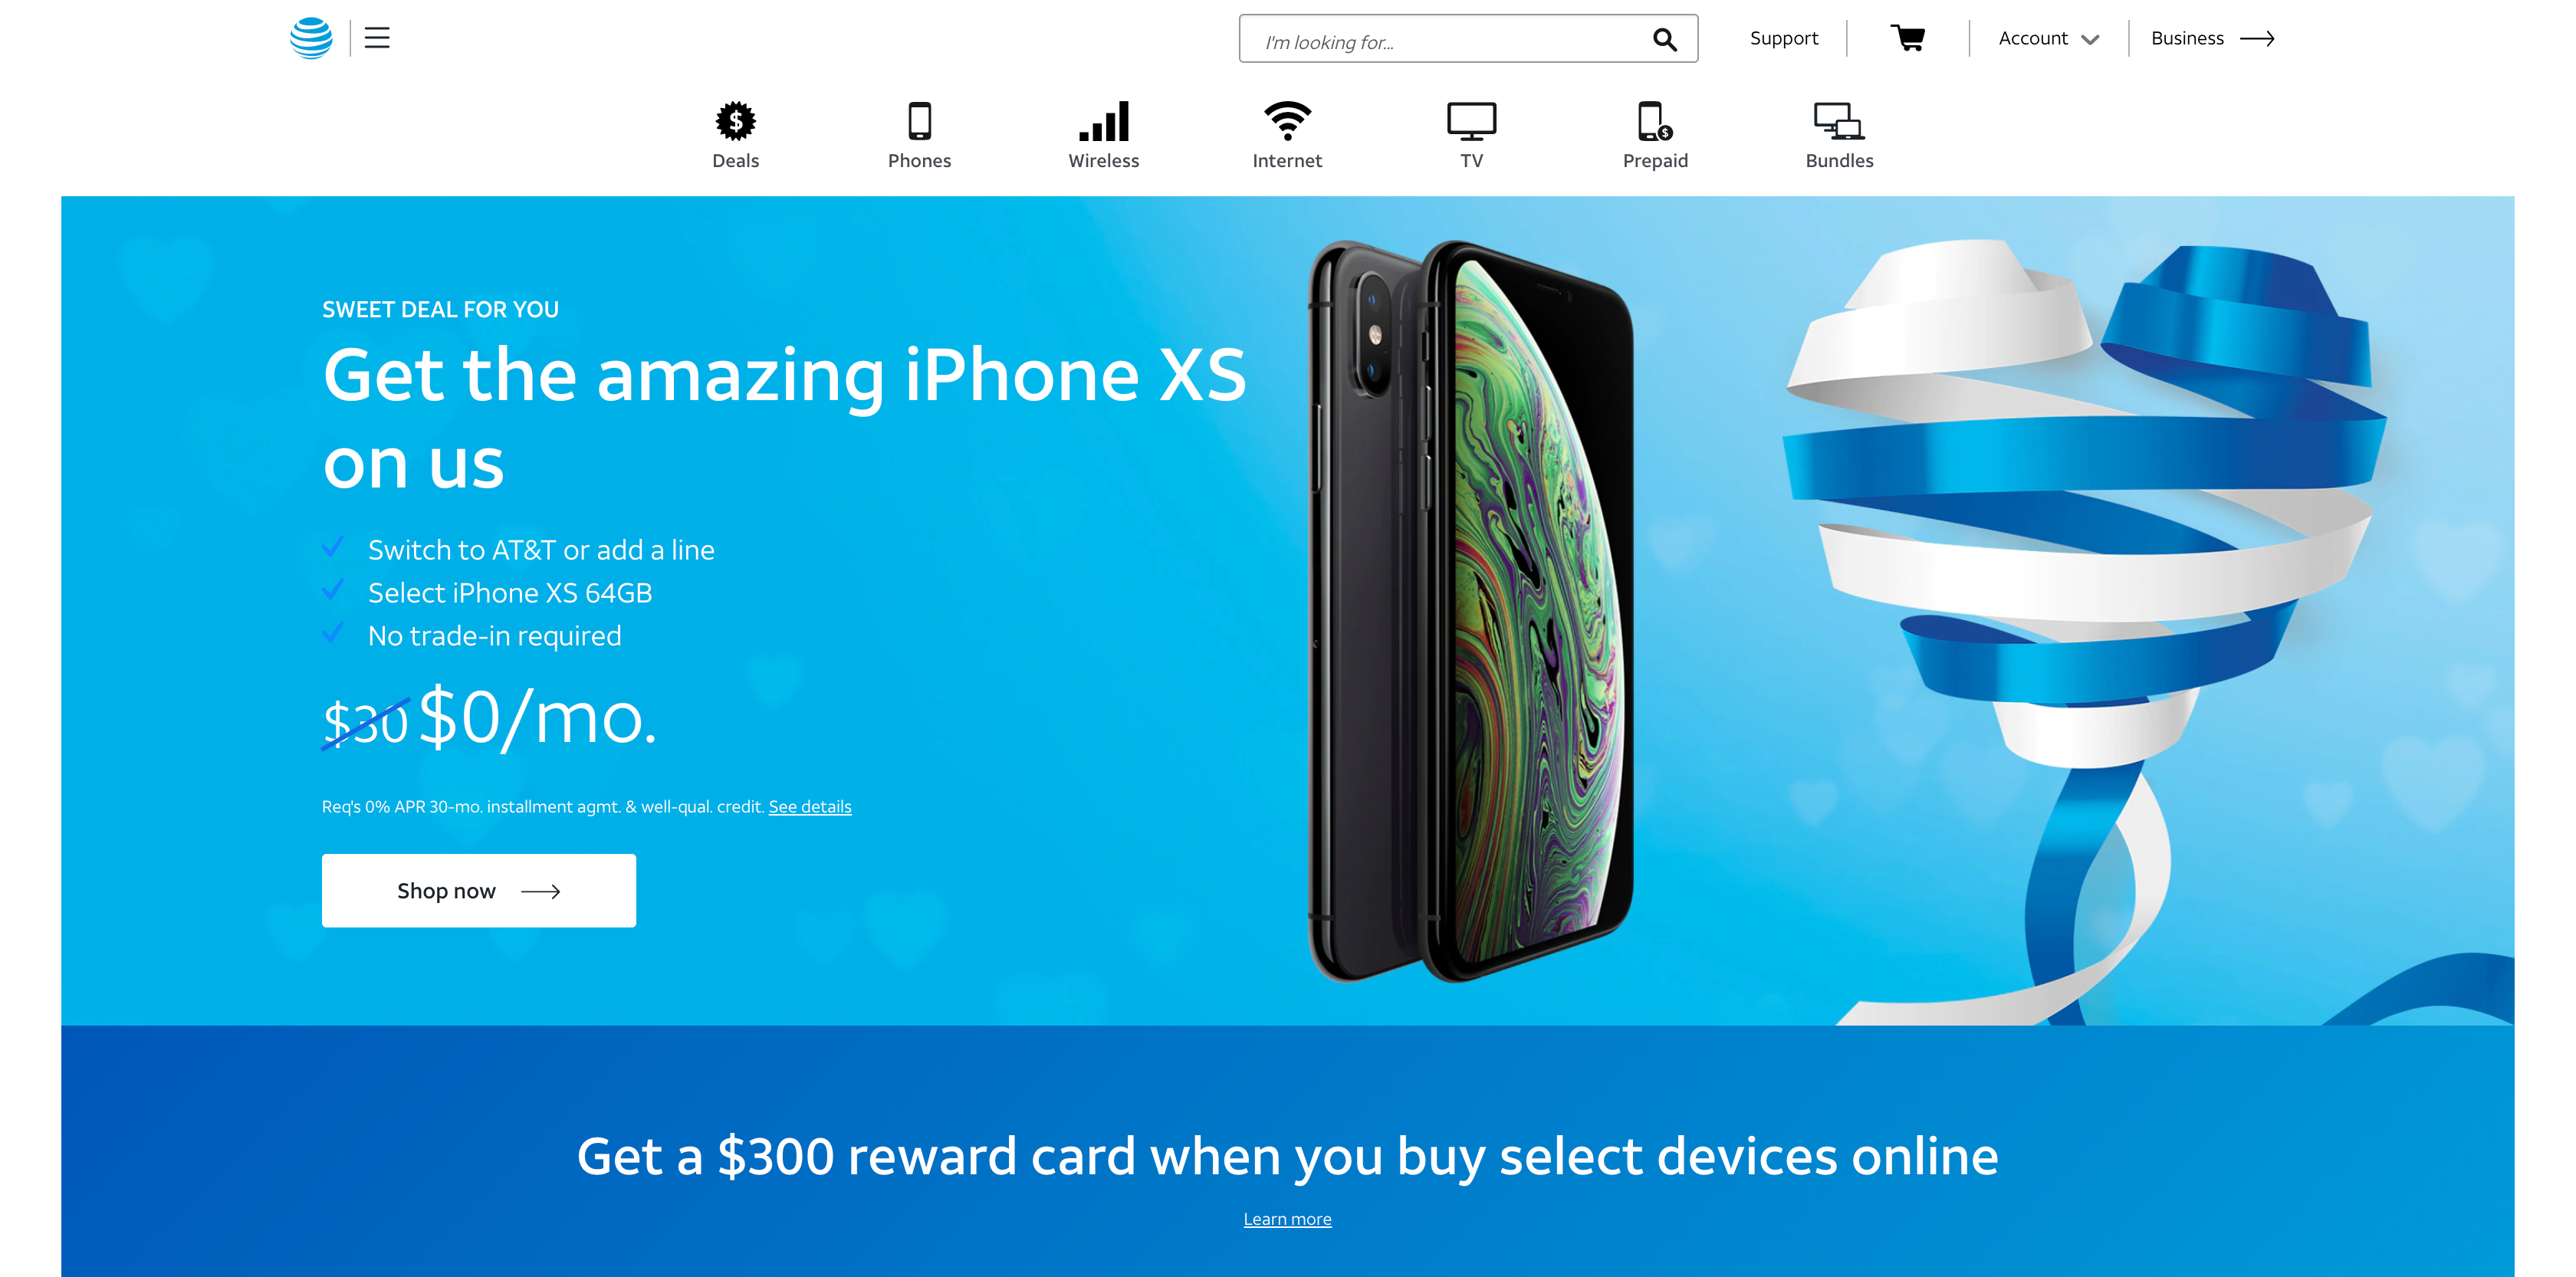 I'm looking for...
Support
Account
Business
Deals
Phones
Wireless
Internet
TV
Prepaid
Bundles
SWEET DEAL FOR YOU
Get the amazing iPhone XS
on us
Switch to AT&T or add a line
Select iPhone XS 64GB
No trade-in required
$30 $0/mo.
Req's 0% APR 30-mo. installment agmt. & well-qual. credit. See details
Shop now
Get a $300 reward card when you buy select devices online
Learn more